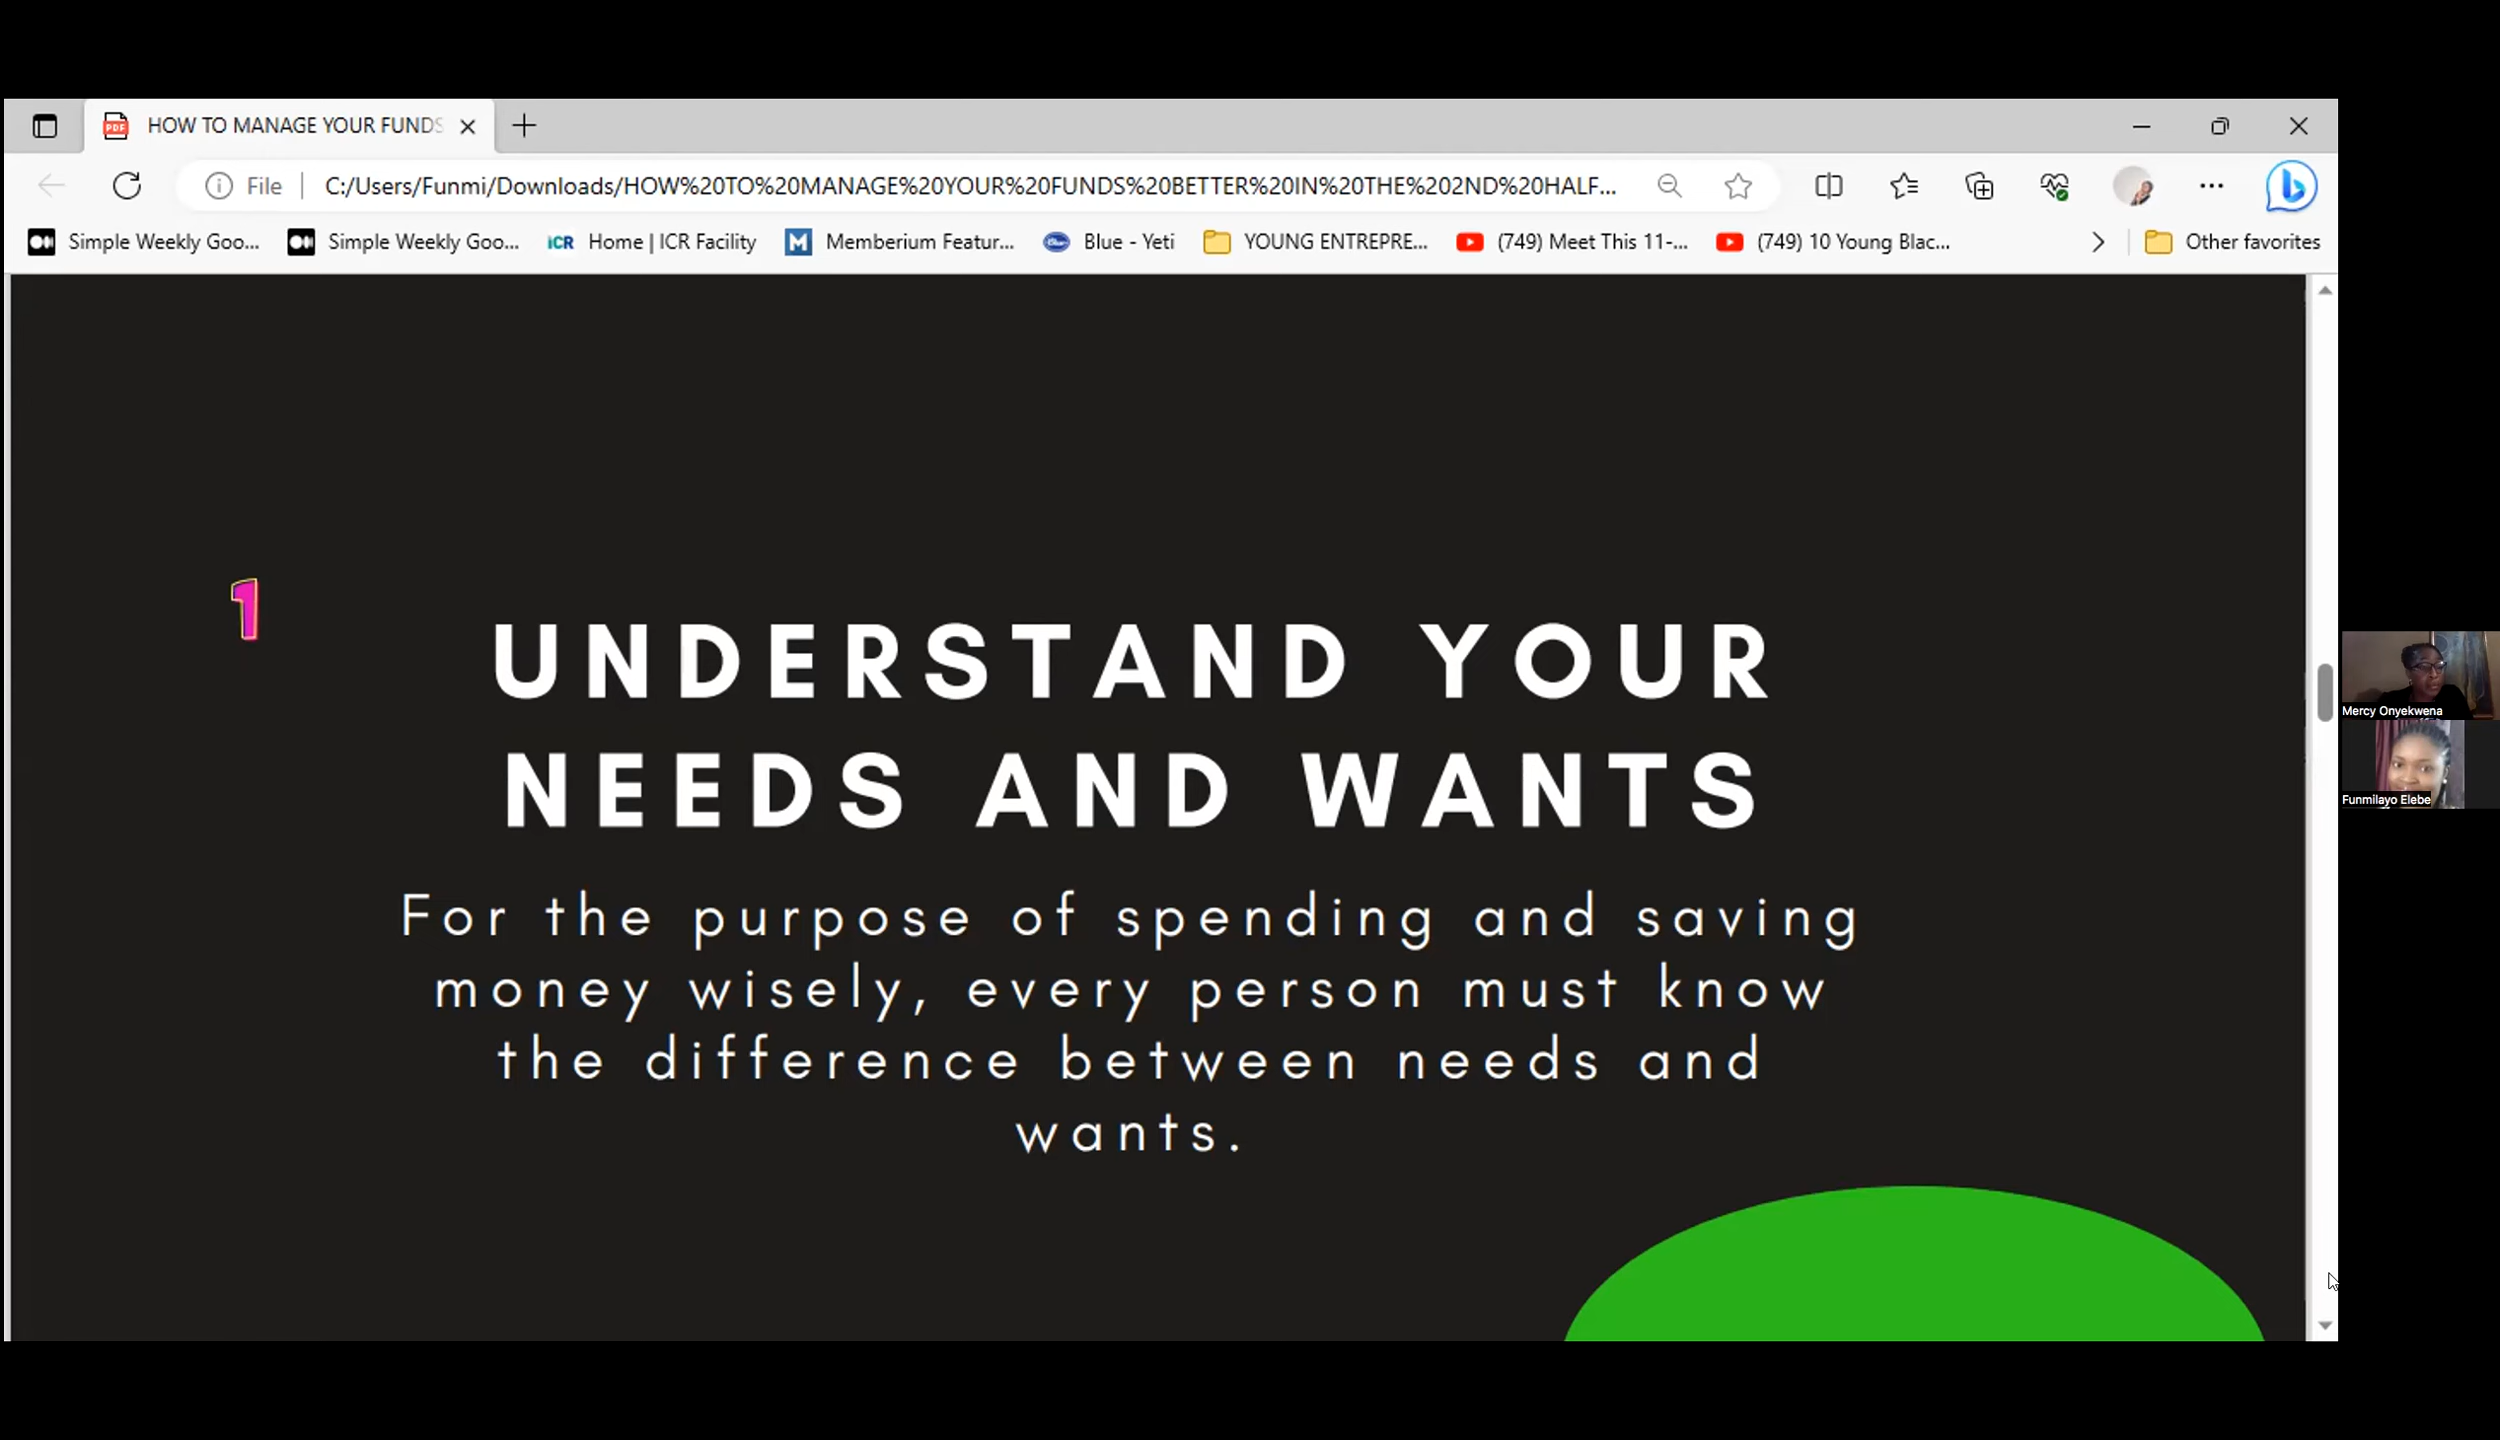 HOW TO MANAGE YOUR FUNDS
File
C:/Users/Funmi/Downloads/HOW%20TO%20MANAGE%20YOUR%20FUNDS%20BETTER%20IN%20THE%202ND%20HALF...
Simple Weekly Goo...
Simple Weekly Goo...
iCR Home | ICR Facility
M Memberium Featur...
Blue - Yeti
YOUNG ENTREPRE...
(749) Meet This 11-...
(749) 10 Young Blac...
Other favorites
1
UNDERSTAND YOUR
NEEDS AND WANTS
For the purpose of spending and saving
money wisely, every person must know
the difference between needs and
wants.
Mercy Onyekwena
Funmilayo Elebe